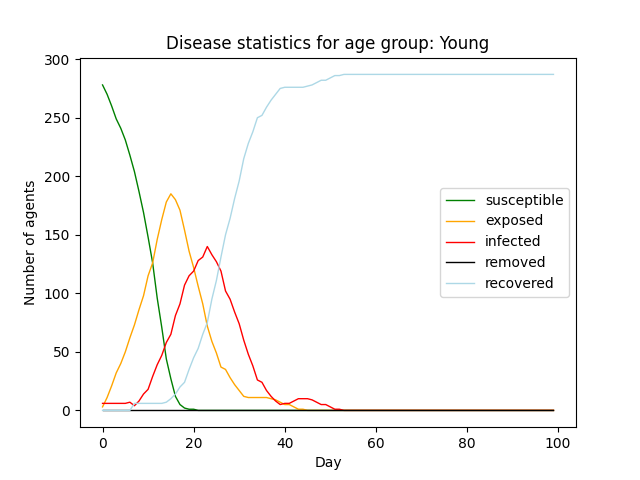 Disease statistics for age group: Young
300
250
200
150
100
50
0
Number of agents
susceptible
exposed
infected
removed
recovered
0 20 40 60 80 100
Day